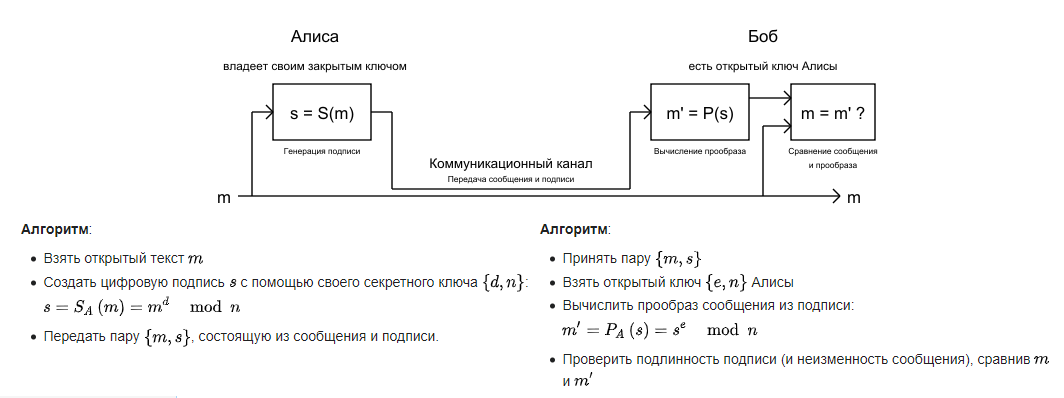 Алиса
владеет своим закрытым ключом
s = S(m)
Генерация подписи
Коммуникационный канал
Передача сообщения и подписи
Боб
есть открытый ключ Алисы
m' = P(s)
Вычисление прообраза
m = m' ?
Сравнение сообщения
и прообраза
m
m
Алгоритм:
Взять открытый текст m
Создать цифровую подпись s с помощью своего секретного ключа {d, n}:
s = S_A (m) = m^d mod n
Передать пару {m, s}, состоящую из сообщения и подписи.
Алгоритм:
Принять пару {m, s}
Взять открытый ключ {e, n} Алисы
Вычислить прообраз сообщения из подписи:
m′ = P_A (s) = s^e mod n
Проверить подлинность подписи (и неизменность сообщения), сравнив m
и m′